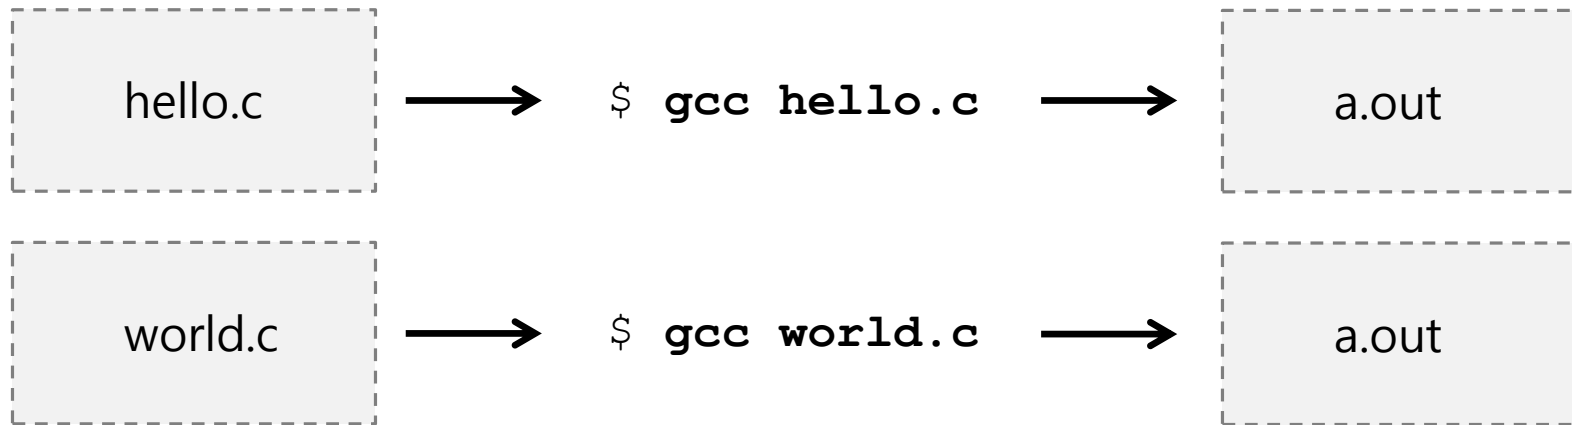 hello.c
$ gcc hello.c
a.out
world.c
$ gcc world.c
a.out